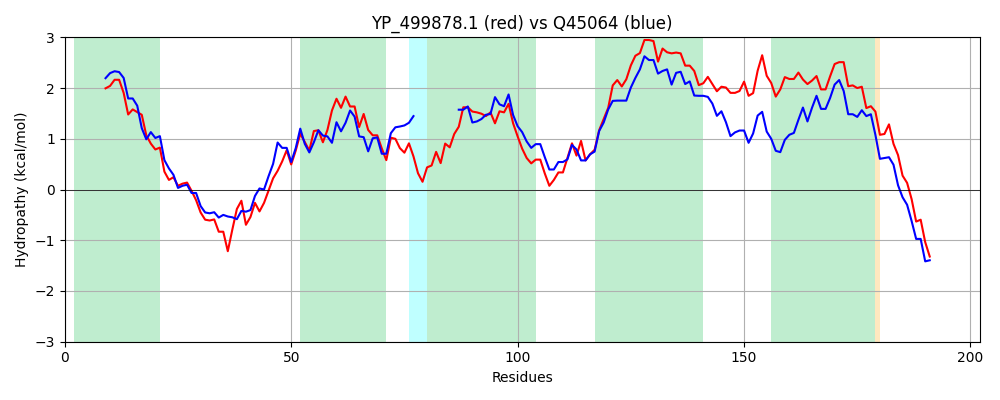 YP_499878.1 (red) vs Q45064 (blue)
Hydropathy (kcal/mol)
3
2
1
0
−1
−2
−3
0 50 100 150 200
Residues